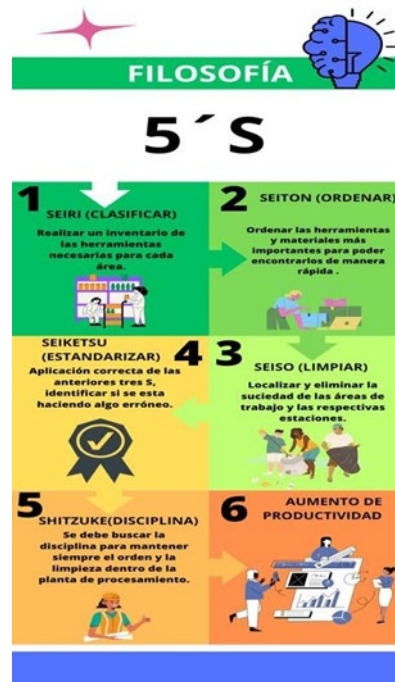 FILOSOFÍA
5´S
1
SEIRI (CLASIFICAR)
Realizar un inventario de
las herramientas
necesarias para cada
área.
2
SEITON (ORDENAR)
Ordenar las herramientas
y materiales más
importantes para poder
encontrarlos de manera
rápida .
3
SEISO (LIMPIAR)
Localizar y eliminar la
suciedad de las áreas de
trabajo y las respectivas
estaciones.
4
SEIKETSU
(ESTANDARIZAR)
Aplicación correcta de las
anteriores tres S,
identificar si se esta
haciendo algo erróneo.
5
SHITZUKE(DISCIPLINA)
Se debe buscar la
disciplina para mantener
siempre el orden y la
limpieza dentro de la
planta de procesamiento.
6
AUMENTO DE
PRODUCTIVIDAD